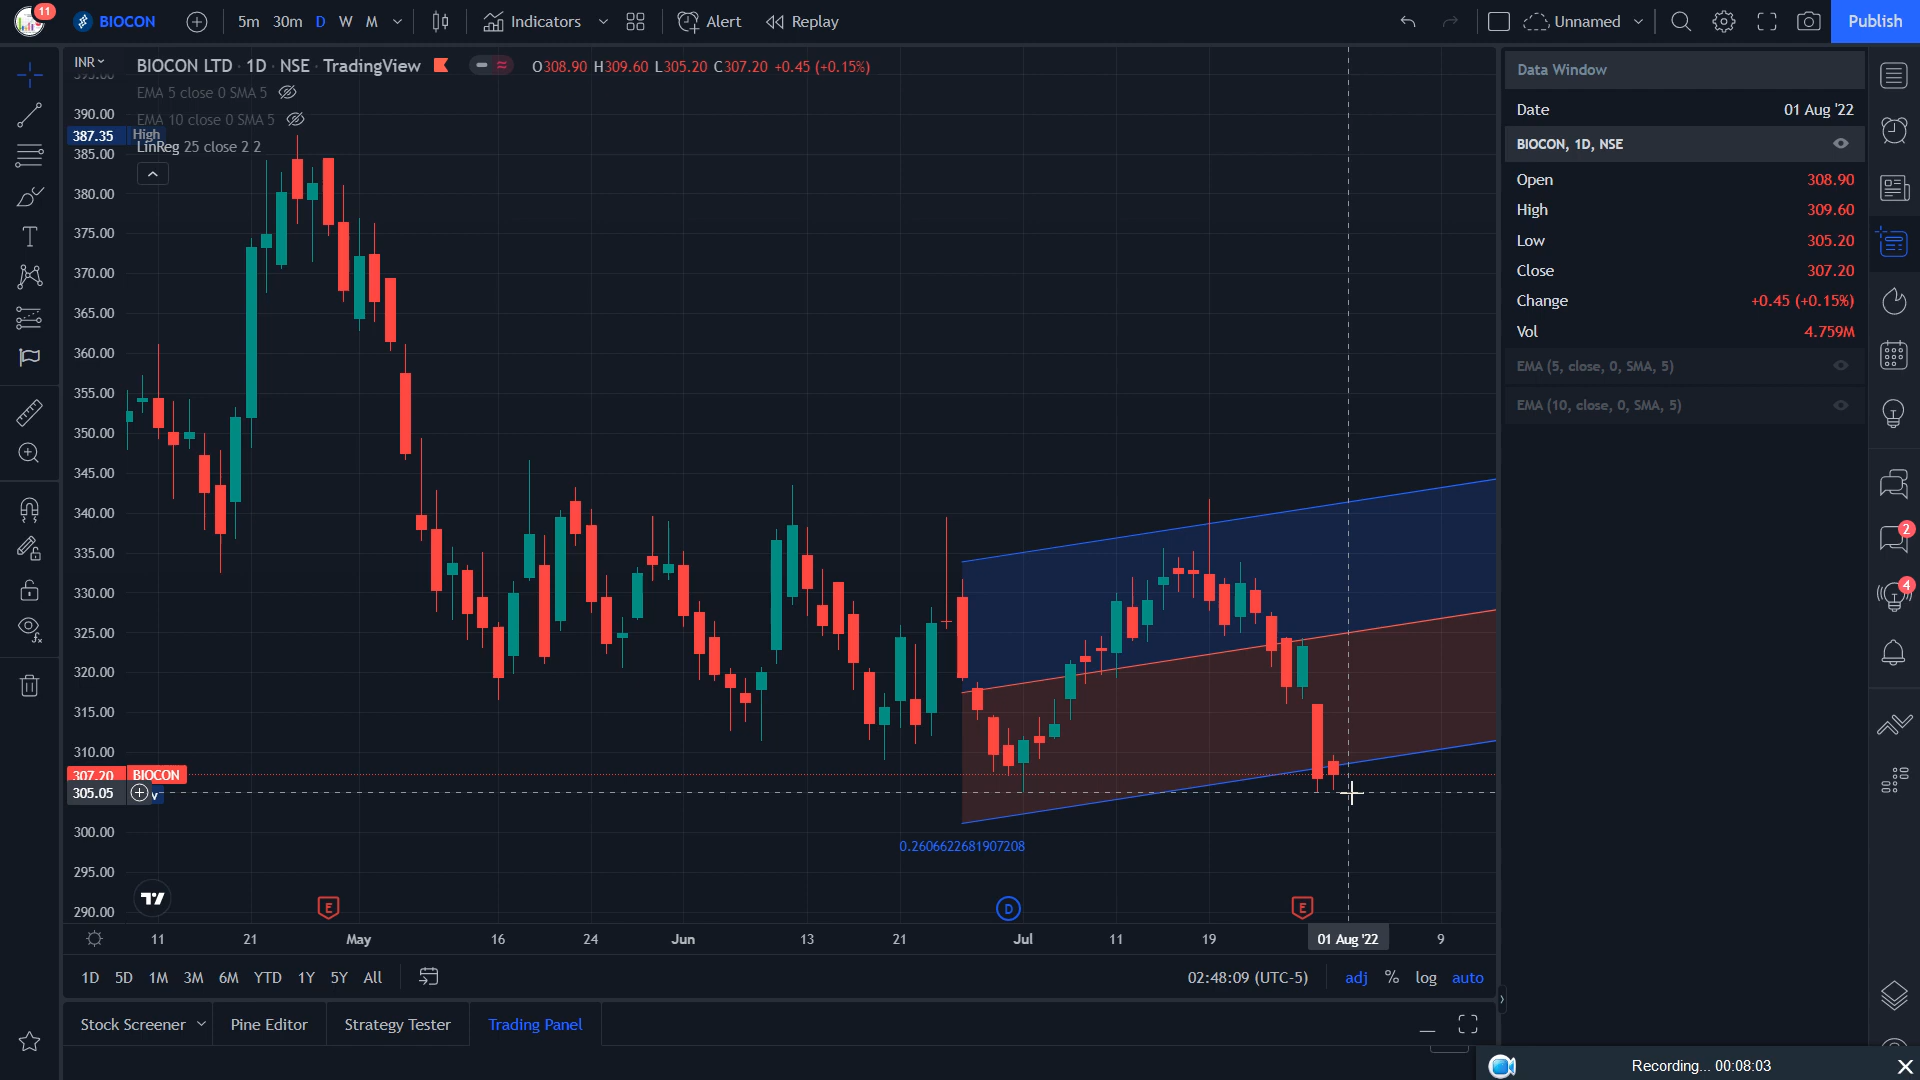 11
BIOCON
5m 30m D W M
Indicators
Alert
Replay
Unnamed
Publish
INR
BIOCON LTD · 1D · NSE · TradingView
O308.90 H309.60 L305.20 C307.20 +0.45 (+0.15%)
EMA 5 close 0 SMA 5
EMA 10 close 0 SMA 5
LinReg 25 close 2 2
395.00
390.00
387.35 High
385.00
380.00
375.00
370.00
365.00
360.00
355.00
350.00
345.00
340.00
335.00
330.00
325.00
320.00
315.00
310.00
307.20 BIOCON
305.05
300.00
295.00
290.00
0.2606622681907208
E
D
E
11 21 May 16 24 Jun 13 21 Jul 11 19 01 Aug '22 9
1D 5D 1M 3M 6M YTD 1Y 5Y All
02:48:09 (UTC-5)
adj % log auto
Stock Screener
Pine Editor
Strategy Tester
Trading Panel
Data Window
Date 01 Aug '22
BIOCON, 1D, NSE
Open 308.90
High 309.60
Low 305.20
Close 307.20
Change +0.45 (+0.15%)
Vol 4.759M
EMA (5, close, 0, SMA, 5)
EMA (10, close, 0, SMA, 5)
2
4
Recording... 00:08:03